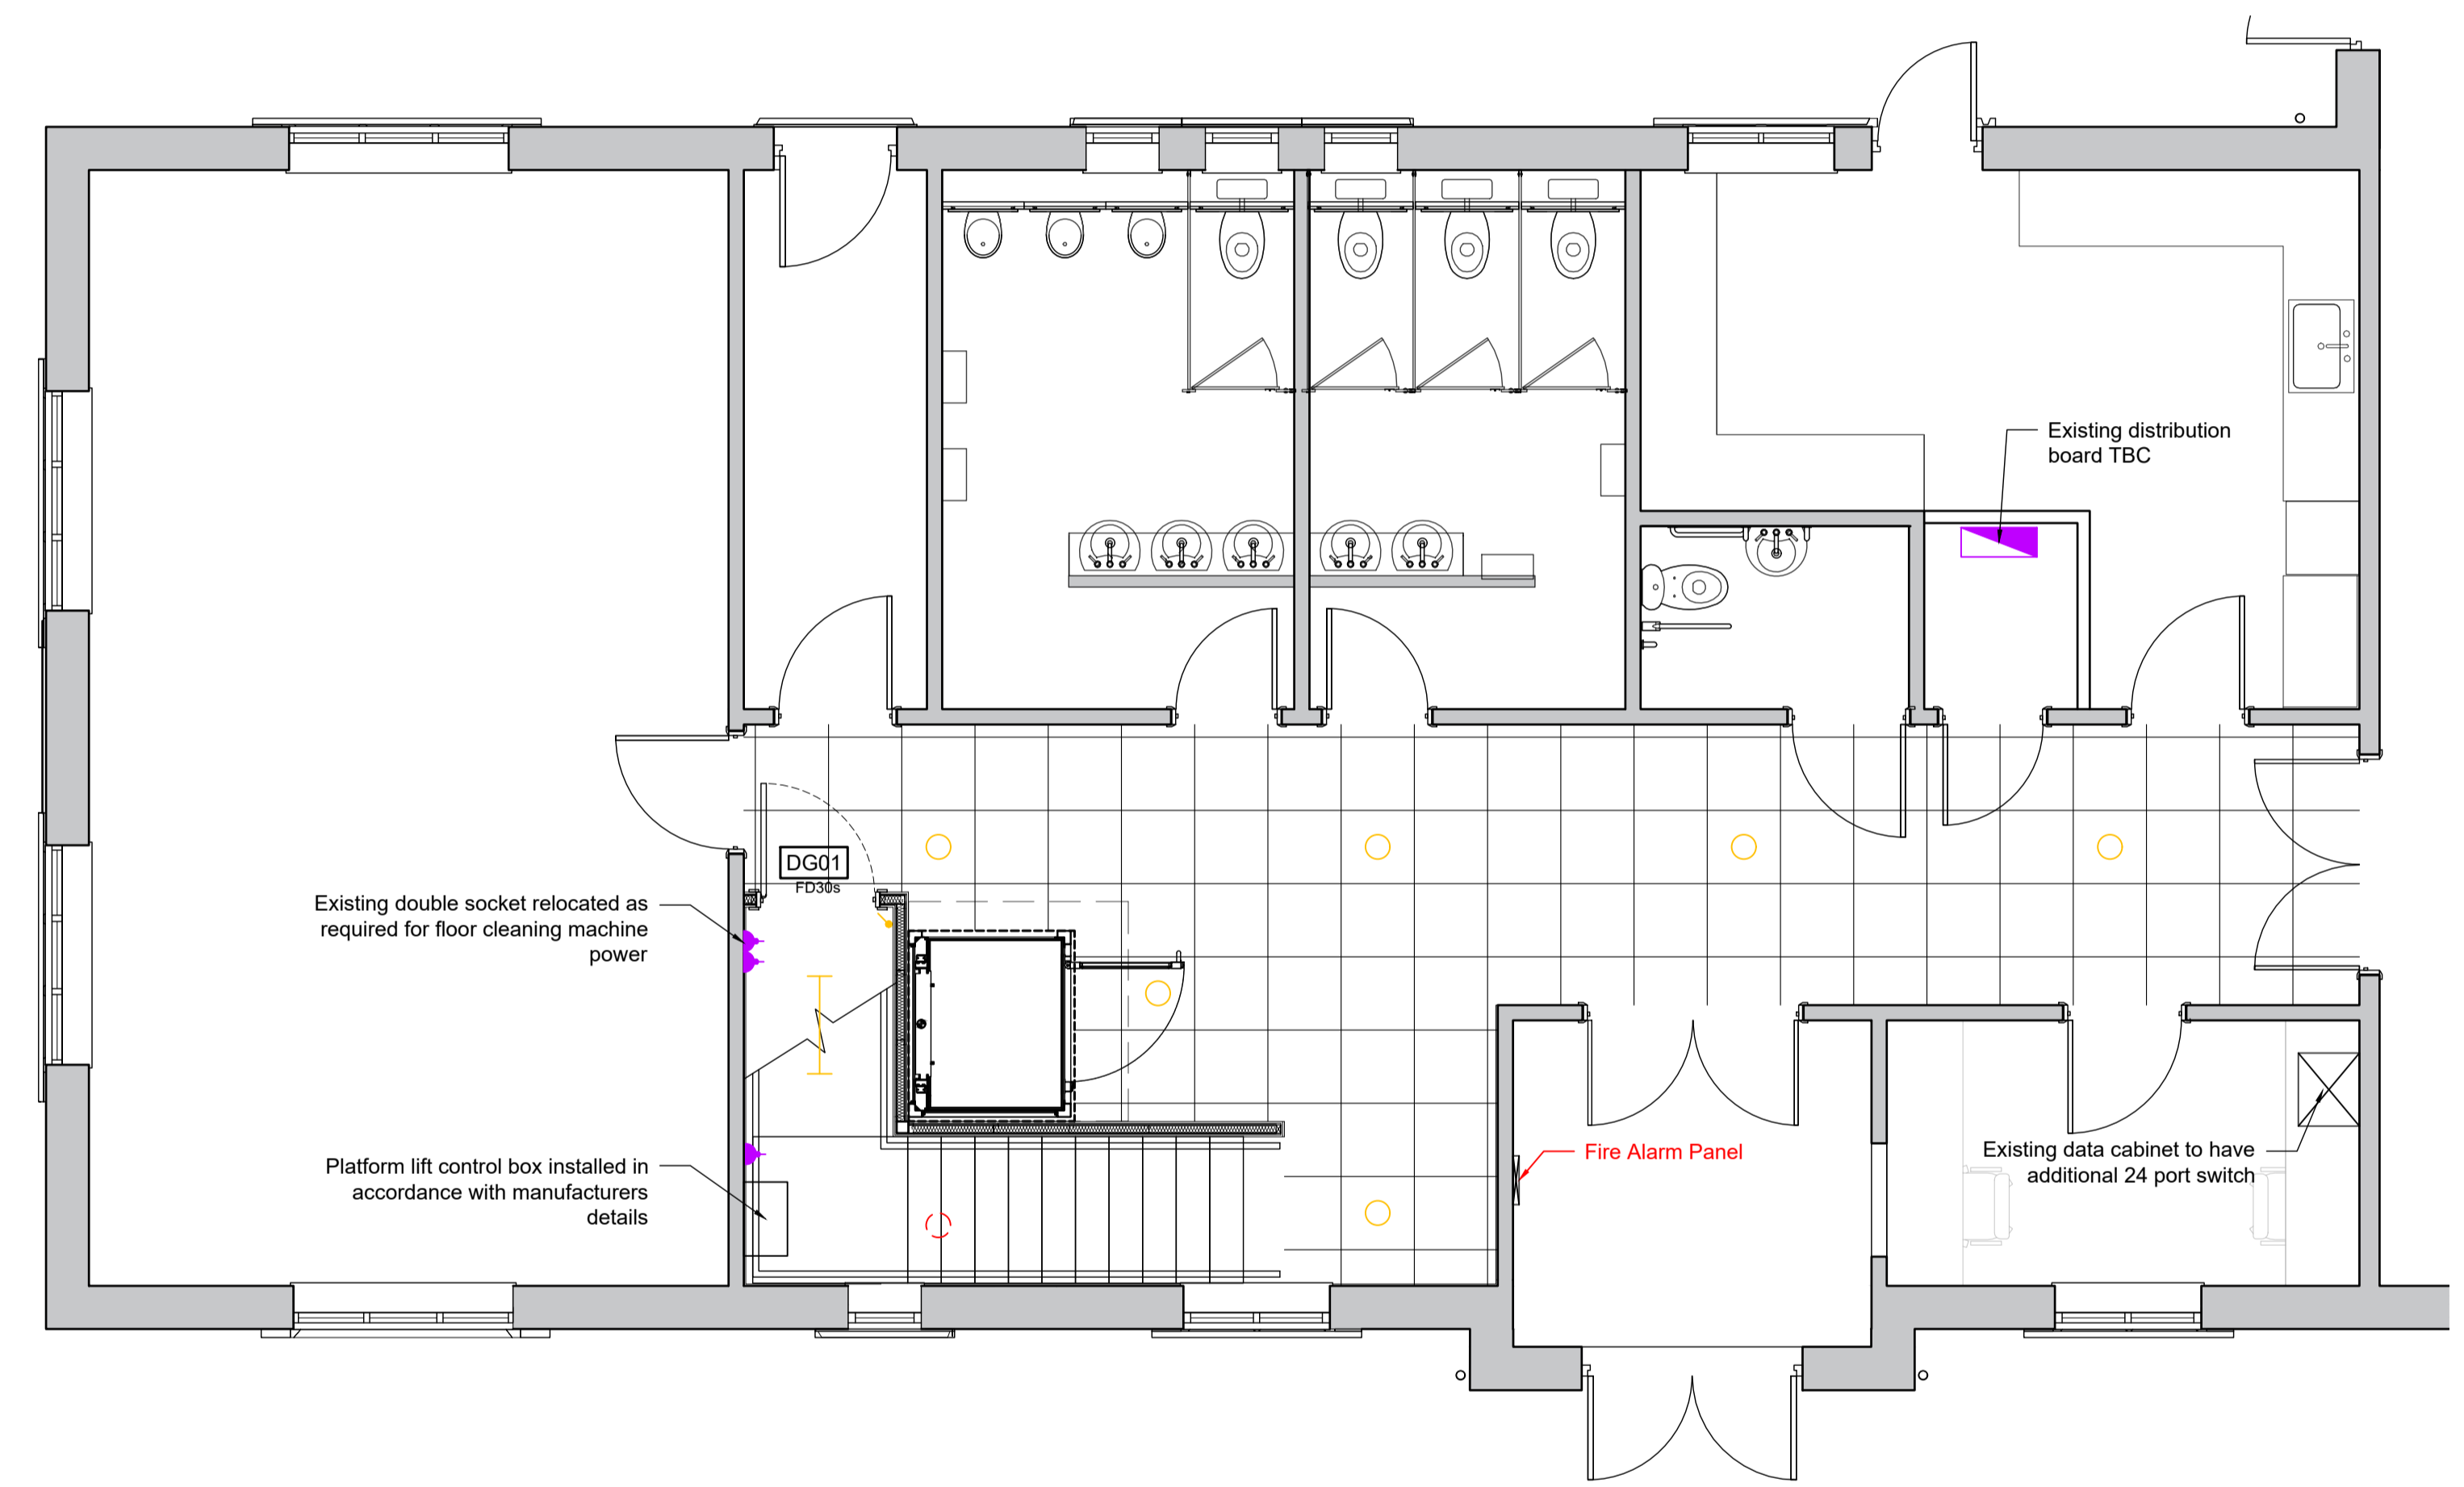 Existing distribution
board TBC
DG01
FD30s
Existing double socket relocated as
required for floor cleaning machine
power
Platform lift control box installed in
accordance with manufacturers
details
Fire Alarm Panel
Existing data cabinet to have
additional 24 port switch